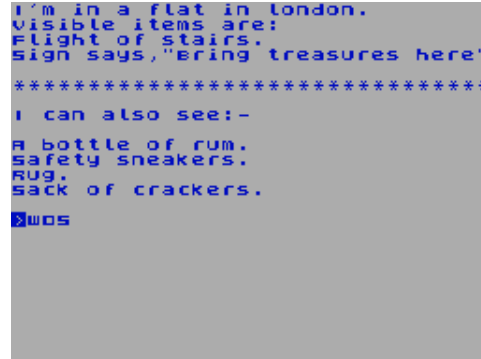 I'm in a flat in london.
visible items are:
Flight of stairs.
sign says,"Bring treasures here"
********************************
I can also see:-
A bottle of rum.
safety sneakers.
Rug.
sack of crackers.
>wos